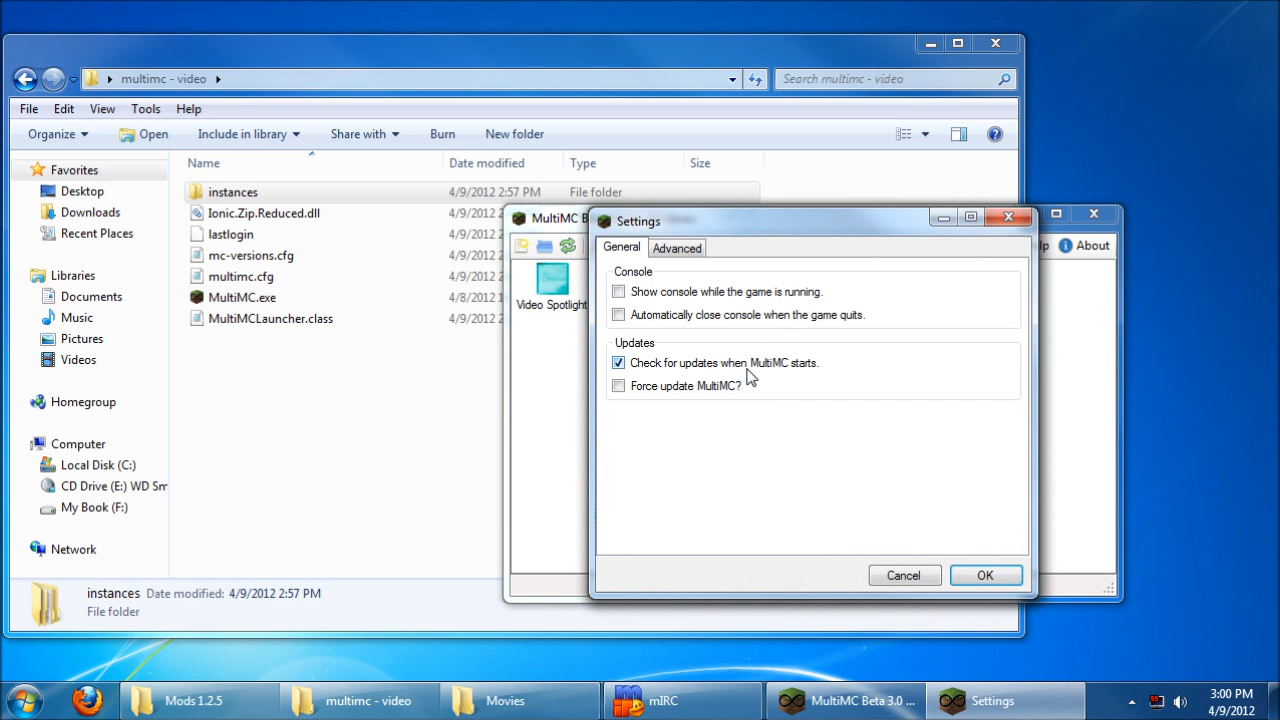 multimc - video
Search multimc - video
File Edit View Tools Help
Organize Open Include in library Share with Burn New folder
Name Date modified Type Size
Favorites
Desktop
Downloads
Recent Places
Libraries
Documents
Music
Pictures
Videos
Homegroup
Computer
Local Disk (C:)
CD Drive (E:) WD Sm
My Book (F:)
Network
instances 4/9/2012 2:57 PM File folder
Ionic.Zip.Reduced.dll 4/9/2012 2
lastlogin 4/9/2012 2
mc-versions.cfg 4/9/2012 2
multimc.cfg 4/9/2012 2
MultiMC.exe 4/8/2012 1
MultiMCLauncher.class 4/9/2012 2
instances Date modified: 4/9/2012 2:57 PM
File folder
MultiMC B
lp About
Video Spotlight
Settings
General Advanced
Console
Show console while the game is running.
Automatically close console when the game quits.
Updates
Check for updates when MultiMC starts.
Force update MultiMC?
Cancel OK
Mods 1.2.5
multimc - video
Movies
mIRC
MultiMC Beta 3.0 ...
Settings
3:00 PM
4/9/2012